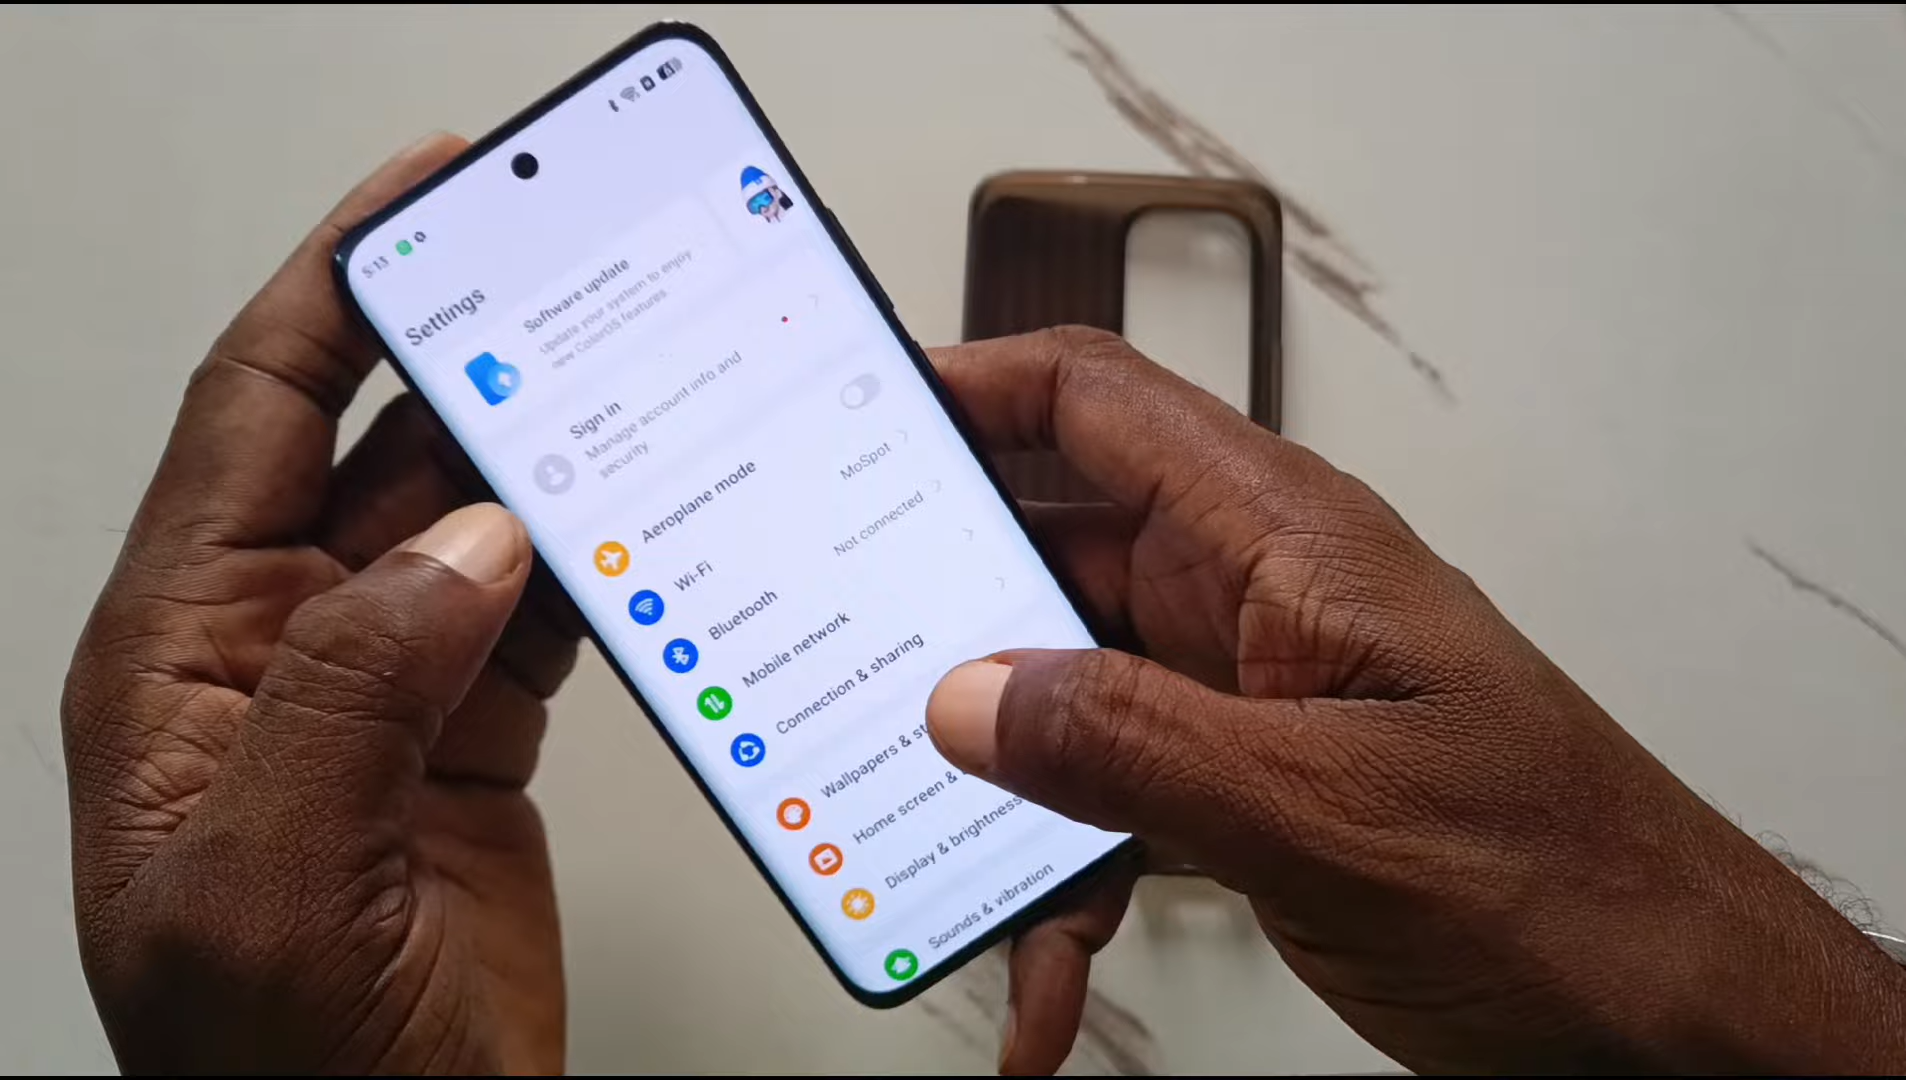 5:13
Settings
Software update
Update your system to enjoy
new ColorOS features.
Sign in
Manage account info and
security
Aeroplane mode
Wi-Fi
MoSpot
Bluetooth
Not connected
Mobile network
Connection & sharing
Wallpapers &
Home screen &
Display & brightness
Sounds & vibration